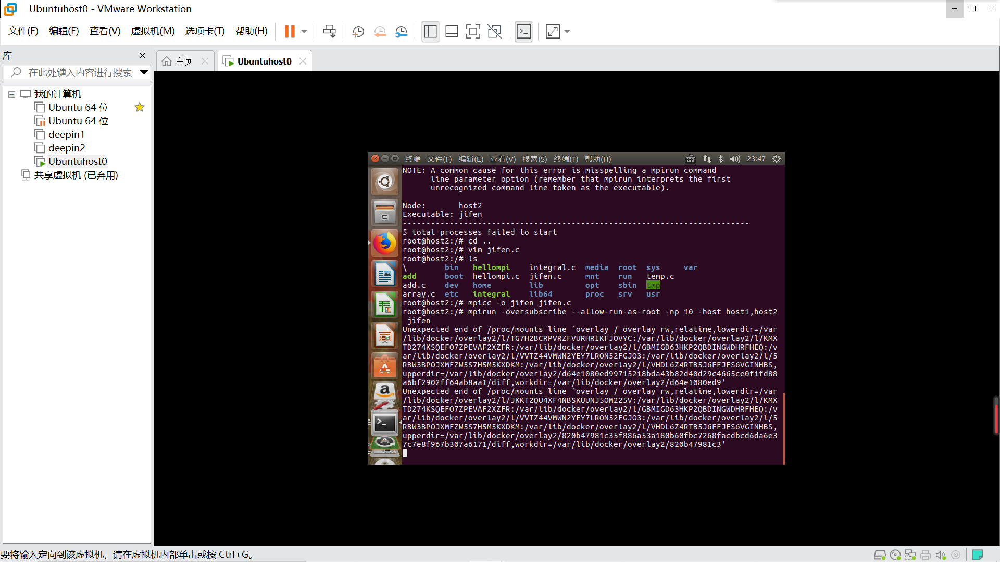 Ubuntuhost0 - VMware Workstation
文件(F) 编辑(E) 查看(V) 虚拟机(M) 选项卡(T) 帮助(H)
库
在此处键入内容进行搜索
我的计算机
Ubuntu 64 位
Ubuntu 64 位
deepin1
deepin2
Ubuntuhost0
共享虚拟机 (已弃用)
主页
Ubuntuhost0
终端 文件(F) 编辑(E) 查看(V) 搜索(S) 终端(T) 帮助(H) 23:47
NOTE: A common cause for this error is misspelling a mpirun command
line parameter option (remember that mpirun interprets the first
unrecognized command line token as the executable).
Node: host2
Executable: jifen
--------------------------------------------------------------------------
5 total processes failed to start
root@host2:/# cd ..
root@host2:/# vim jifen.c
root@host2:/# ls
\ bin hellompi integral.c media root sys var
add boot hellompi.c jifen.c mnt run temp.c
add.c dev home lib opt sbin tmp
array.c etc integral lib64 proc srv usr
root@host2:/# mpicc -o jifen jifen.c
root@host2:/# mpirun -oversubscribe --allow-run-as-root -np 10 -host host1,host2
jifen
Unexpected end of /proc/mounts line `overlay / overlay rw,relatime,lowerdir=/var
/lib/docker/overlay2/l/TG7H2BCRPVRZFVURHRIKFJOVYC:/var/lib/docker/overlay2/l/KMX
TD274KSQEFO7ZPEVAF2XZFR:/var/lib/docker/overlay2/l/GBMIGD63HKP2QBDINGWDHRFHEQ:/v
ar/lib/docker/overlay2/l/VVTZ44VMWN2YEY7LRON52FGJO3:/var/lib/docker/overlay2/l/5
RBW3BPOJXMFZW5S7H5M5KXDKM:/var/lib/docker/overlay2/l/VHDL6Z4RTB5J6FFJFS6VGINHBS,
upperdir=/var/lib/docker/overlay2/d64e1080ed99715218bda43b82d40d29c4665ce0f1fd88
a6bf2902ff64ab8aa1/diff,workdir=/var/lib/docker/overlay2/d64e1080ed9'
Unexpected end of /proc/mounts line `overlay / overlay rw,relatime,lowerdir=/var
/lib/docker/overlay2/l/JKKT2QU4XF4NBSKUUNJ5OM225V:/var/lib/docker/overlay2/l/KMX
TD274KSQEFO7ZPEVAF2XZFR:/var/lib/docker/overlay2/l/GBMIGD63HKP2QBDINGWDHRFHEQ:/v
ar/lib/docker/overlay2/l/VVTZ44VMWN2YEY7LRON52FGJO3:/var/lib/docker/overlay2/l/5
RBW3BPOJXMFZW5S7H5M5KXDKM:/var/lib/docker/overlay2/l/VHDL6Z4RTB5J6FFJFS6VGINHBS,
upperdir=/var/lib/docker/overlay2/820b47981c35f886a53a180b60fbc7268facdbcd6da6e3
7c7e8f967b307a6171/diff,workdir=/var/lib/docker/overlay2/820b47981c3'
要将输入定向到该虚拟机，请在虚拟机内部单击或按 Ctrl+G。